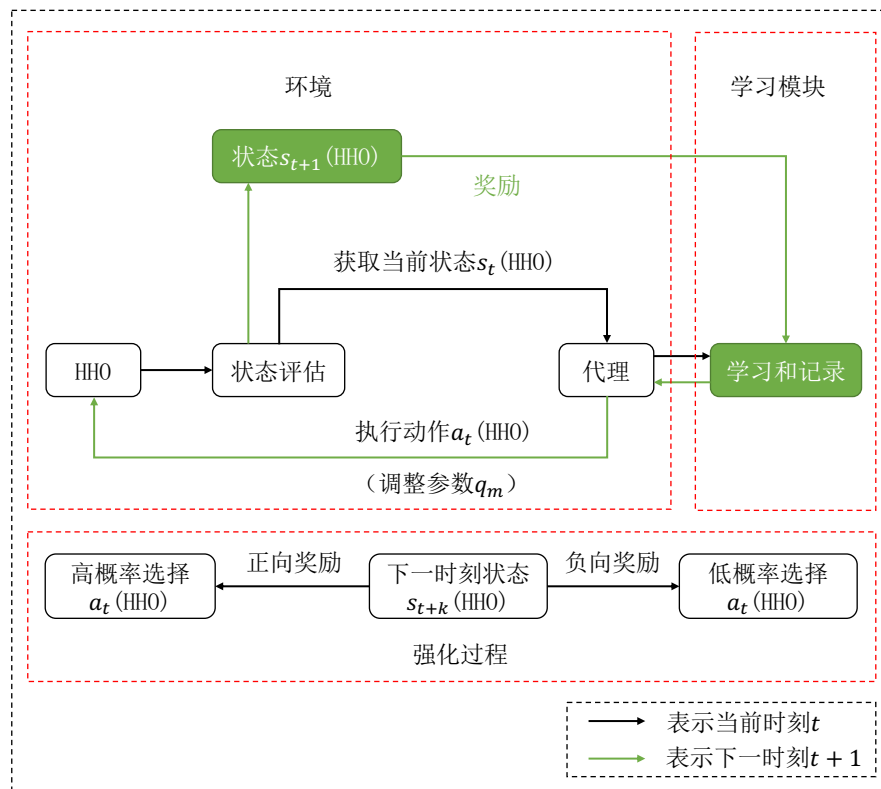 环境
学习模块
状态s_{t+1}(HHO)
奖励
获取当前状态s_t(HHO)
HHO
状态评估
代理
学习和记录
执行动作a_t(HHO)
（调整参数q_m）
高概率选择
a_t(HHO)
正向奖励
下一时刻状态
s_{t+k}(HHO)
负向奖励
低概率选择
a_t(HHO)
强化过程
表示当前时刻t
表示下一时刻t + 1